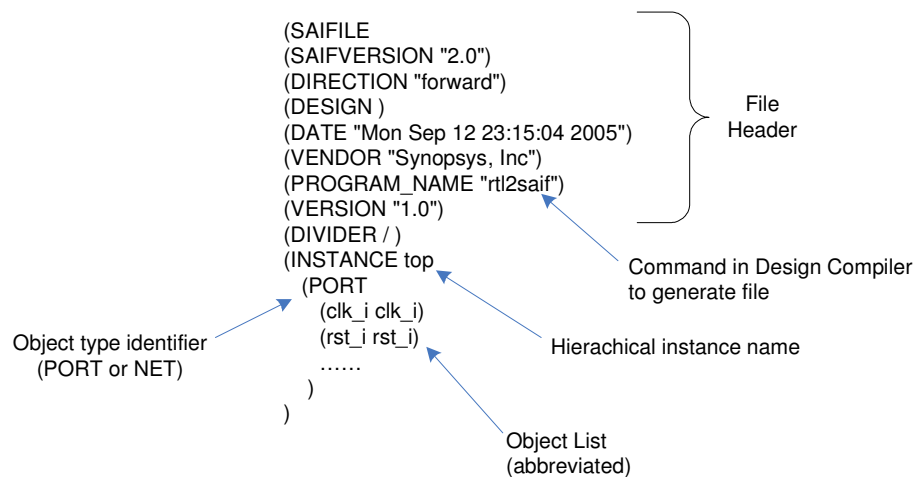 (SAIFILE
(SAIFVERSION "2.0")
(DIRECTION "forward")
(DESIGN )
(DATE "Mon Sep 12 23:15:04 2005")
(VENDOR "Synopsys, Inc")
(PROGRAM_NAME "rtl2saif")
(VERSION "1.0")
(DIVIDER / )
(INSTANCE top
(PORT
(clk_i clk_i)
(rst_i rst_i)
......
)
)
File
Header
Command in Design Compiler
to generate file
Hierachical instance name
Object type identifier
(PORT or NET)
Object List
(abbreviated)